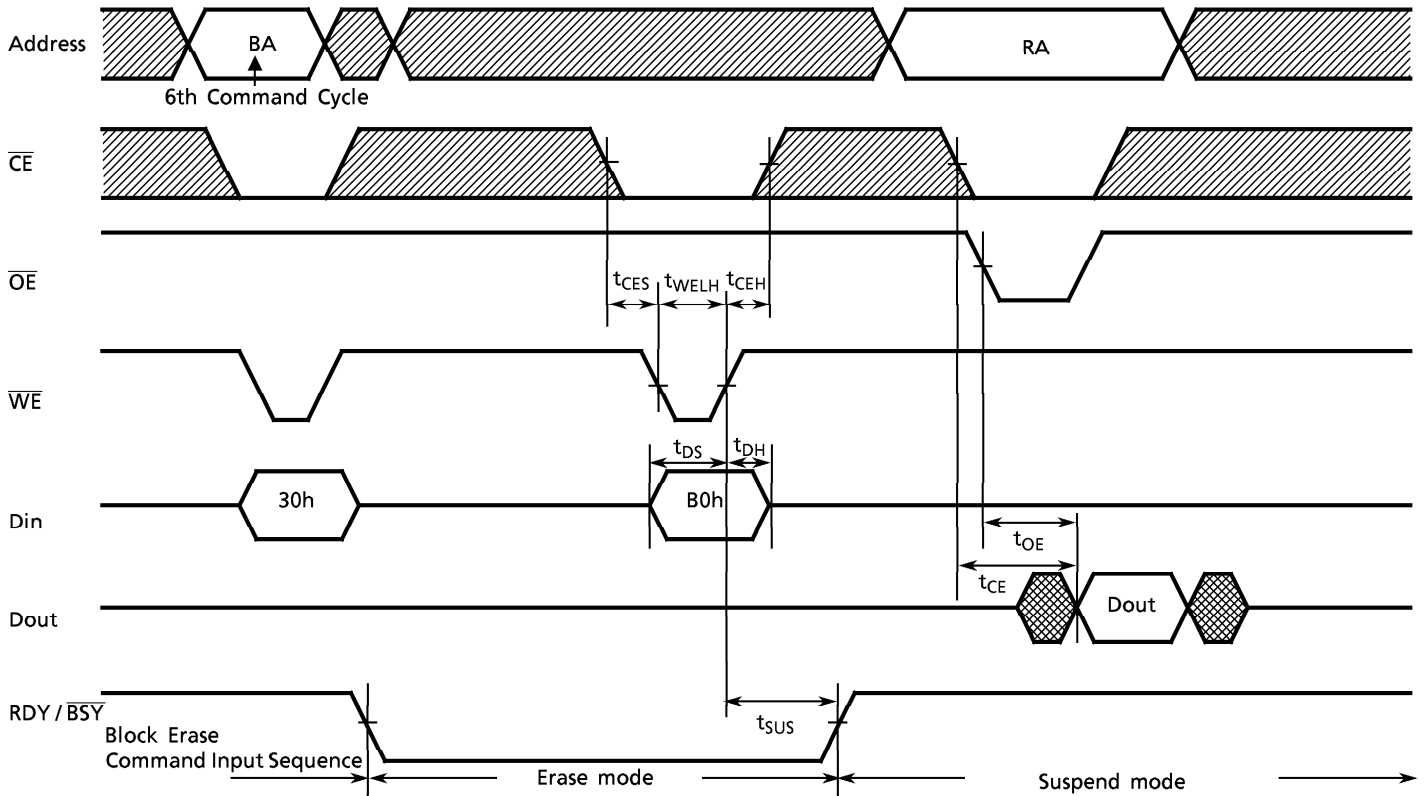 Address
BA
RA
6th Command Cycle
CE
OE
tCES
tWELH
tCEH
WE
tDS
tDH
Din
30h
B0h
tOE
tCE
Dout
Dout
RDY / BSY
tSUS
Block Erase
Command Input Sequence
Erase mode
Suspend mode